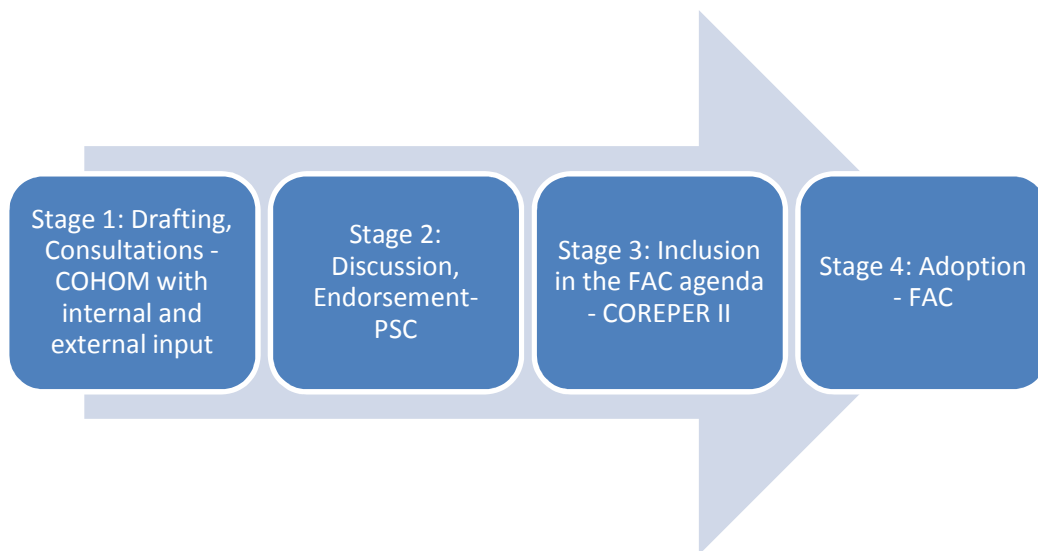 Stage 1: Drafting,
Consultations -
COHOM with
internal and
external input
Stage 2:
Discussion,
Endorsement-
PSC
Stage 3: Inclusion
in the FAC agenda
- COREPER II
Stage 4: Adoption
- FAC